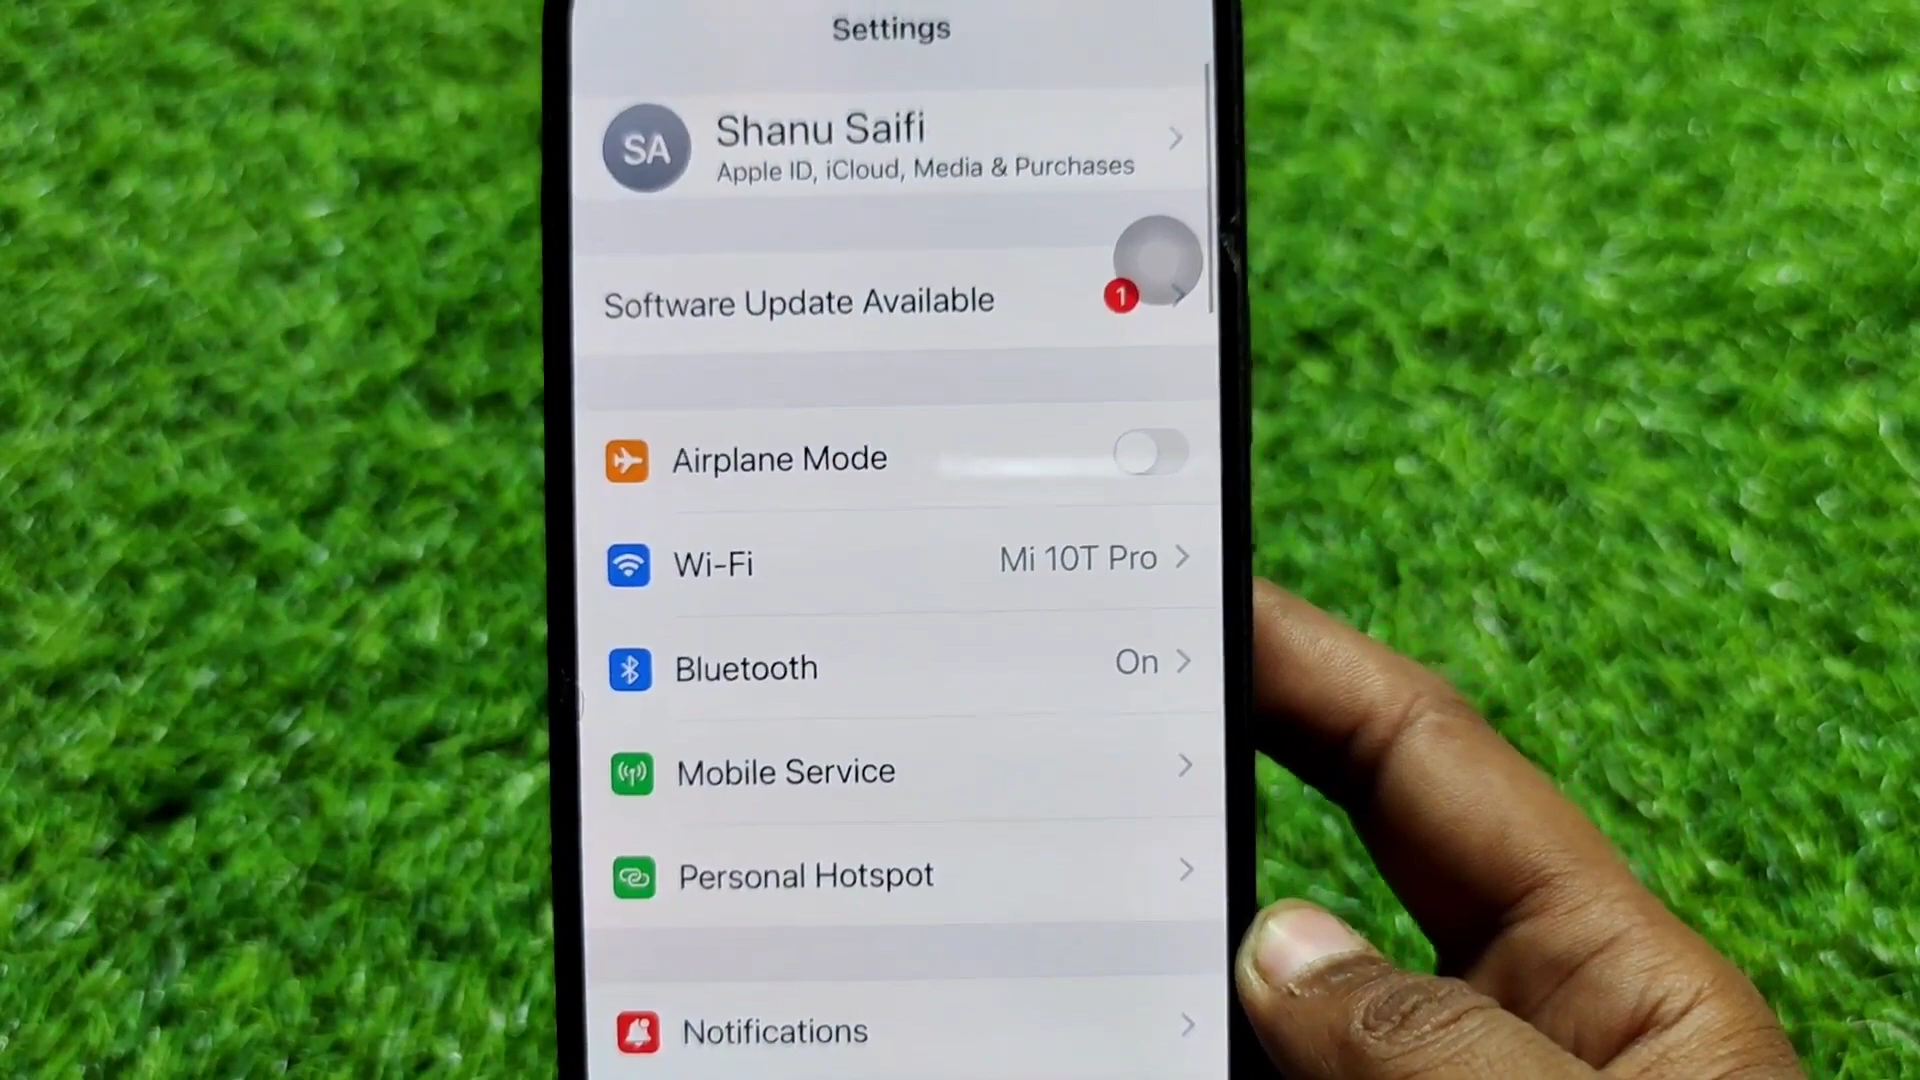 Settings
SA
Shanu Saifi
Apple ID, iCloud, Media & Purchases
Software Update Available
1
Airplane Mode
Wi-Fi
Mi 10T Pro
Bluetooth
On
Mobile Service
Personal Hotspot
Notifications